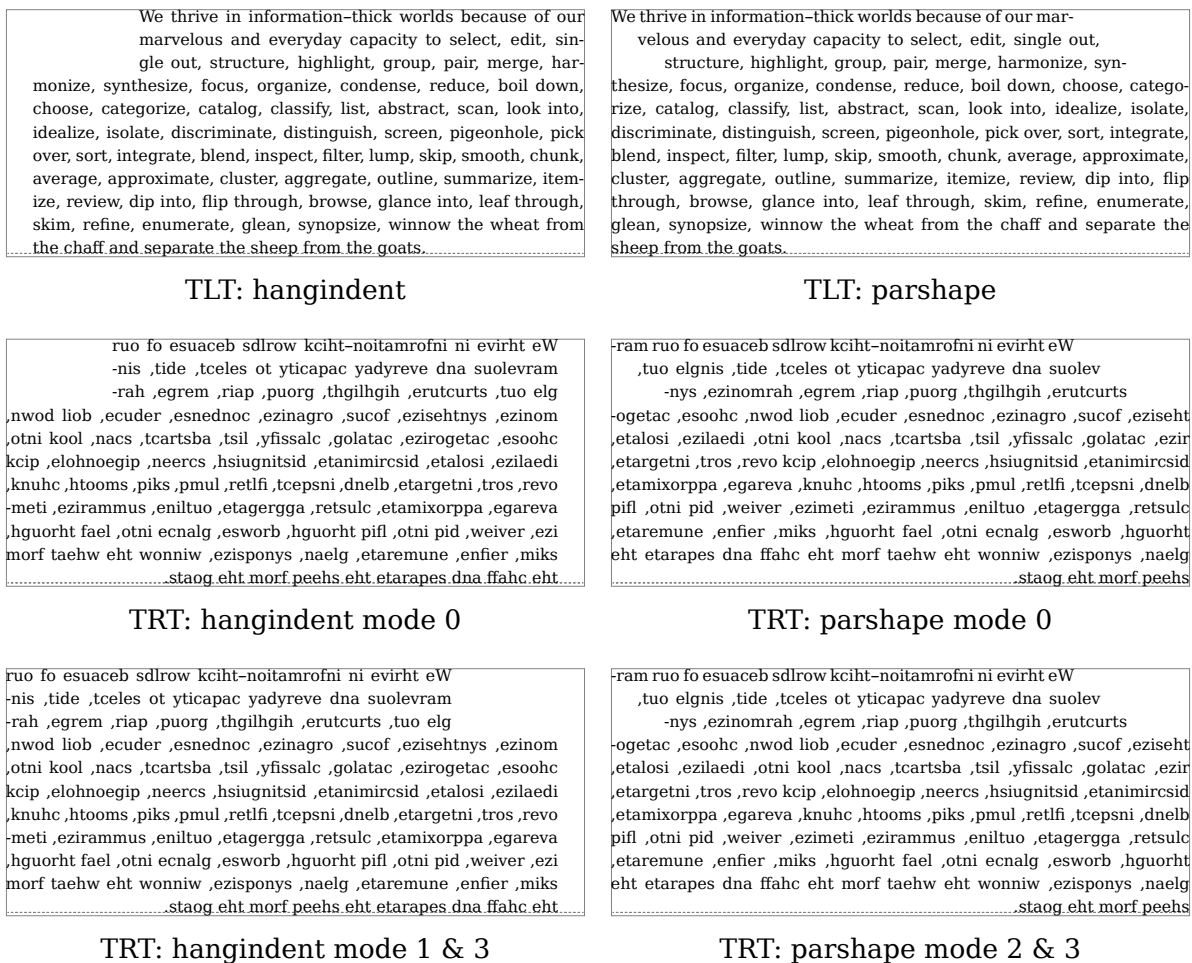 We thrive in information–thick worlds because of our
marvelous and everyday capacity to select, edit, sin-
gle out, structure, highlight, group, pair, merge, har-
monize, synthesize, focus, organize, condense, reduce, boil down,
choose, categorize, catalog, classify, list, abstract, scan, look into,
idealize, isolate, discriminate, distinguish, screen, pigeonhole, pick
over, sort, integrate, blend, inspect, filter, lump, skip, smooth, chunk,
average, approximate, cluster, aggregate, outline, summarize, item-
ize, review, dip into, flip through, browse, glance into, leaf through,
skim, refine, enumerate, glean, synopsize, winnow the wheat from
the chaff and separate the sheep from the goats.
TLT: hangindent
We thrive in information–thick worlds because of our mar-
velous and everyday capacity to select, edit, single out,
structure, highlight, group, pair, merge, harmonize, syn-
thesize, focus, organize, condense, reduce, boil down, choose, catego-
rize, catalog, classify, list, abstract, scan, look into, idealize, isolate,
discriminate, distinguish, screen, pigeonhole, pick over, sort, integrate,
blend, inspect, filter, lump, skip, smooth, chunk, average, approximate,
cluster, aggregate, outline, summarize, itemize, review, dip into, flip
through, browse, glance into, leaf through, skim, refine, enumerate,
glean, synopsize, winnow the wheat from the chaff and separate the
sheep from the goats.
TLT: parshape
ruo fo esuaceb sdlrow kciht–noitamrofni ni evirht eW
-nis ,tide ,tceles ot yticapac yadyreve dna suolevram
-rah ,egrem ,riap ,puorg ,thgilhgih ,erutcurts ,tuo elg
,nwod liob ,ecuder ,esnednoc ,ezinagro ,sucof ,ezisehtnys ,ezinom
,otni kool ,nacs ,tcartsba ,tsil ,yfissalc ,golatac ,ezirogetac ,esoohc
kcip ,elohnoegip ,neercs ,hsiugnitsid ,etanimircsid ,etalosi ,ezilaedi
,knuhc ,htooms ,piks ,pmul ,retlfi ,tcepsni ,dnelb ,etargetni ,tros ,revo
-meti ,ezirammus ,eniltuo ,etagergga ,retsulc ,etamixorppa ,egareva
,hguorht fael ,otni ecnalg ,esworb ,hguorht pifl ,otni pid ,weiver ,ezi
morf taehw eht wonniw ,ezisponys ,naelg ,etaremune ,enfier ,miks
.staog eht morf peehs eht etarapes dna ffahc eht
TRT: hangindent mode 0
-ram ruo fo esuaceb sdlrow kciht–noitamrofni ni evirht eW
,tuo elgnis ,tide ,tceles ot yticapac yadyreve dna suolev
-nys ,ezinomrah ,egrem ,riap ,puorg ,thgilhgih ,erutcurts
-ogetac ,esoohc ,nwod liob ,ecuder ,esnednoc ,ezinagro ,sucof ,eziseht
,etalosi ,ezilaedi ,otni kool ,nacs ,tcartsba ,tsil ,yfissalc ,golatac ,ezir
,etargetni ,tros ,revo kcip ,elohnoegip ,neercs ,hsiugnitsid ,etanimircsid
,etamixorppa ,egareva ,knuhc ,htooms ,piks ,pmul ,retlfi ,tcepsni ,dnelb
pifl ,otni pid ,weiver ,ezimeti ,ezirammus ,eniltuo ,etagergga ,retsulc
,etaremune ,enfier ,miks ,hguorht fael ,otni ecnalg ,esworb ,hguorht
eht etarapes dna ffahc eht morf taehw eht wonniw ,ezisponys ,naelg
.staog eht morf peehs
TRT: parshape mode 0
ruo fo esuaceb sdlrow kciht–noitamrofni ni evirht eW
-nis ,tide ,tceles ot yticapac yadyreve dna suolevram
-rah ,egrem ,riap ,puorg ,thgilhgih ,erutcurts ,tuo elg
,nwod liob ,ecuder ,esnednoc ,ezinagro ,sucof ,ezisehtnys ,ezinom
,otni kool ,nacs ,tcartsba ,tsil ,yfissalc ,golatac ,ezirogetac ,esoohc
kcip ,elohnoegip ,neercs ,hsiugnitsid ,etanimircsid ,etalosi ,ezilaedi
,knuhc ,htooms ,piks ,pmul ,retlfi ,tcepsni ,dnelb ,etargetni ,tros ,revo
-meti ,ezirammus ,eniltuo ,etagergga ,retsulc ,etamixorppa ,egareva
,hguorht fael ,otni ecnalg ,esworb ,hguorht pifl ,otni pid ,weiver ,ezi
morf taehw eht wonniw ,ezisponys ,naelg ,etaremune ,enfier ,miks
.staog eht morf peehs eht etarapes dna ffahc eht
TRT: hangindent mode 1 & 3
-ram ruo fo esuaceb sdlrow kciht–noitamrofni ni evirht eW
,tuo elgnis ,tide ,tceles ot yticapac yadyreve dna suolev
-nys ,ezinomrah ,egrem ,riap ,puorg ,thgilhgih ,erutcurts
-ogetac ,esoohc ,nwod liob ,ecuder ,esnednoc ,ezinagro ,sucof ,eziseht
,etalosi ,ezilaedi ,otni kool ,nacs ,tcartsba ,tsil ,yfissalc ,golatac ,ezir
,etargetni ,tros ,revo kcip ,elohnoegip ,neercs ,hsiugnitsid ,etanimircsid
,etamixorppa ,egareva ,knuhc ,htooms ,piks ,pmul ,retlfi ,tcepsni ,dnelb
pifl ,otni pid ,weiver ,ezimeti ,ezirammus ,eniltuo ,etagergga ,retsulc
,etaremune ,enfier ,miks ,hguorht fael ,otni ecnalg ,esworb ,hguorht
eht etarapes dna ffahc eht morf taehw eht wonniw ,ezisponys ,naelg
.staog eht morf peehs
TRT: parshape mode 2 & 3